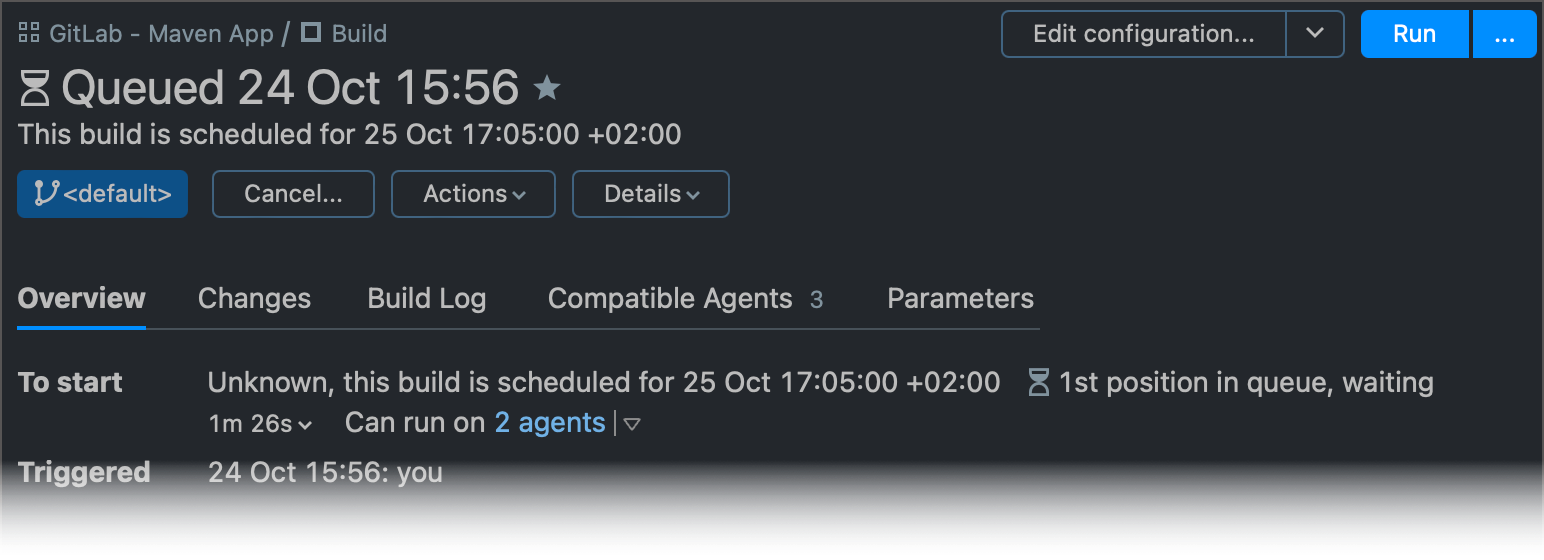 GitLab - Maven App / Build
Edit configuration...
Run
...
Queued 24 Oct 15:56
This build is scheduled for 25 Oct 17:05:00 +02:00
<default>
Cancel...
Actions
Details
Overview
Changes
Build Log
Compatible Agents 3
Parameters
To start
Unknown, this build is scheduled for 25 Oct 17:05:00 +02:00
1st position in queue, waiting
1m 26s
Can run on 2 agents
Triggered
24 Oct 15:56: you